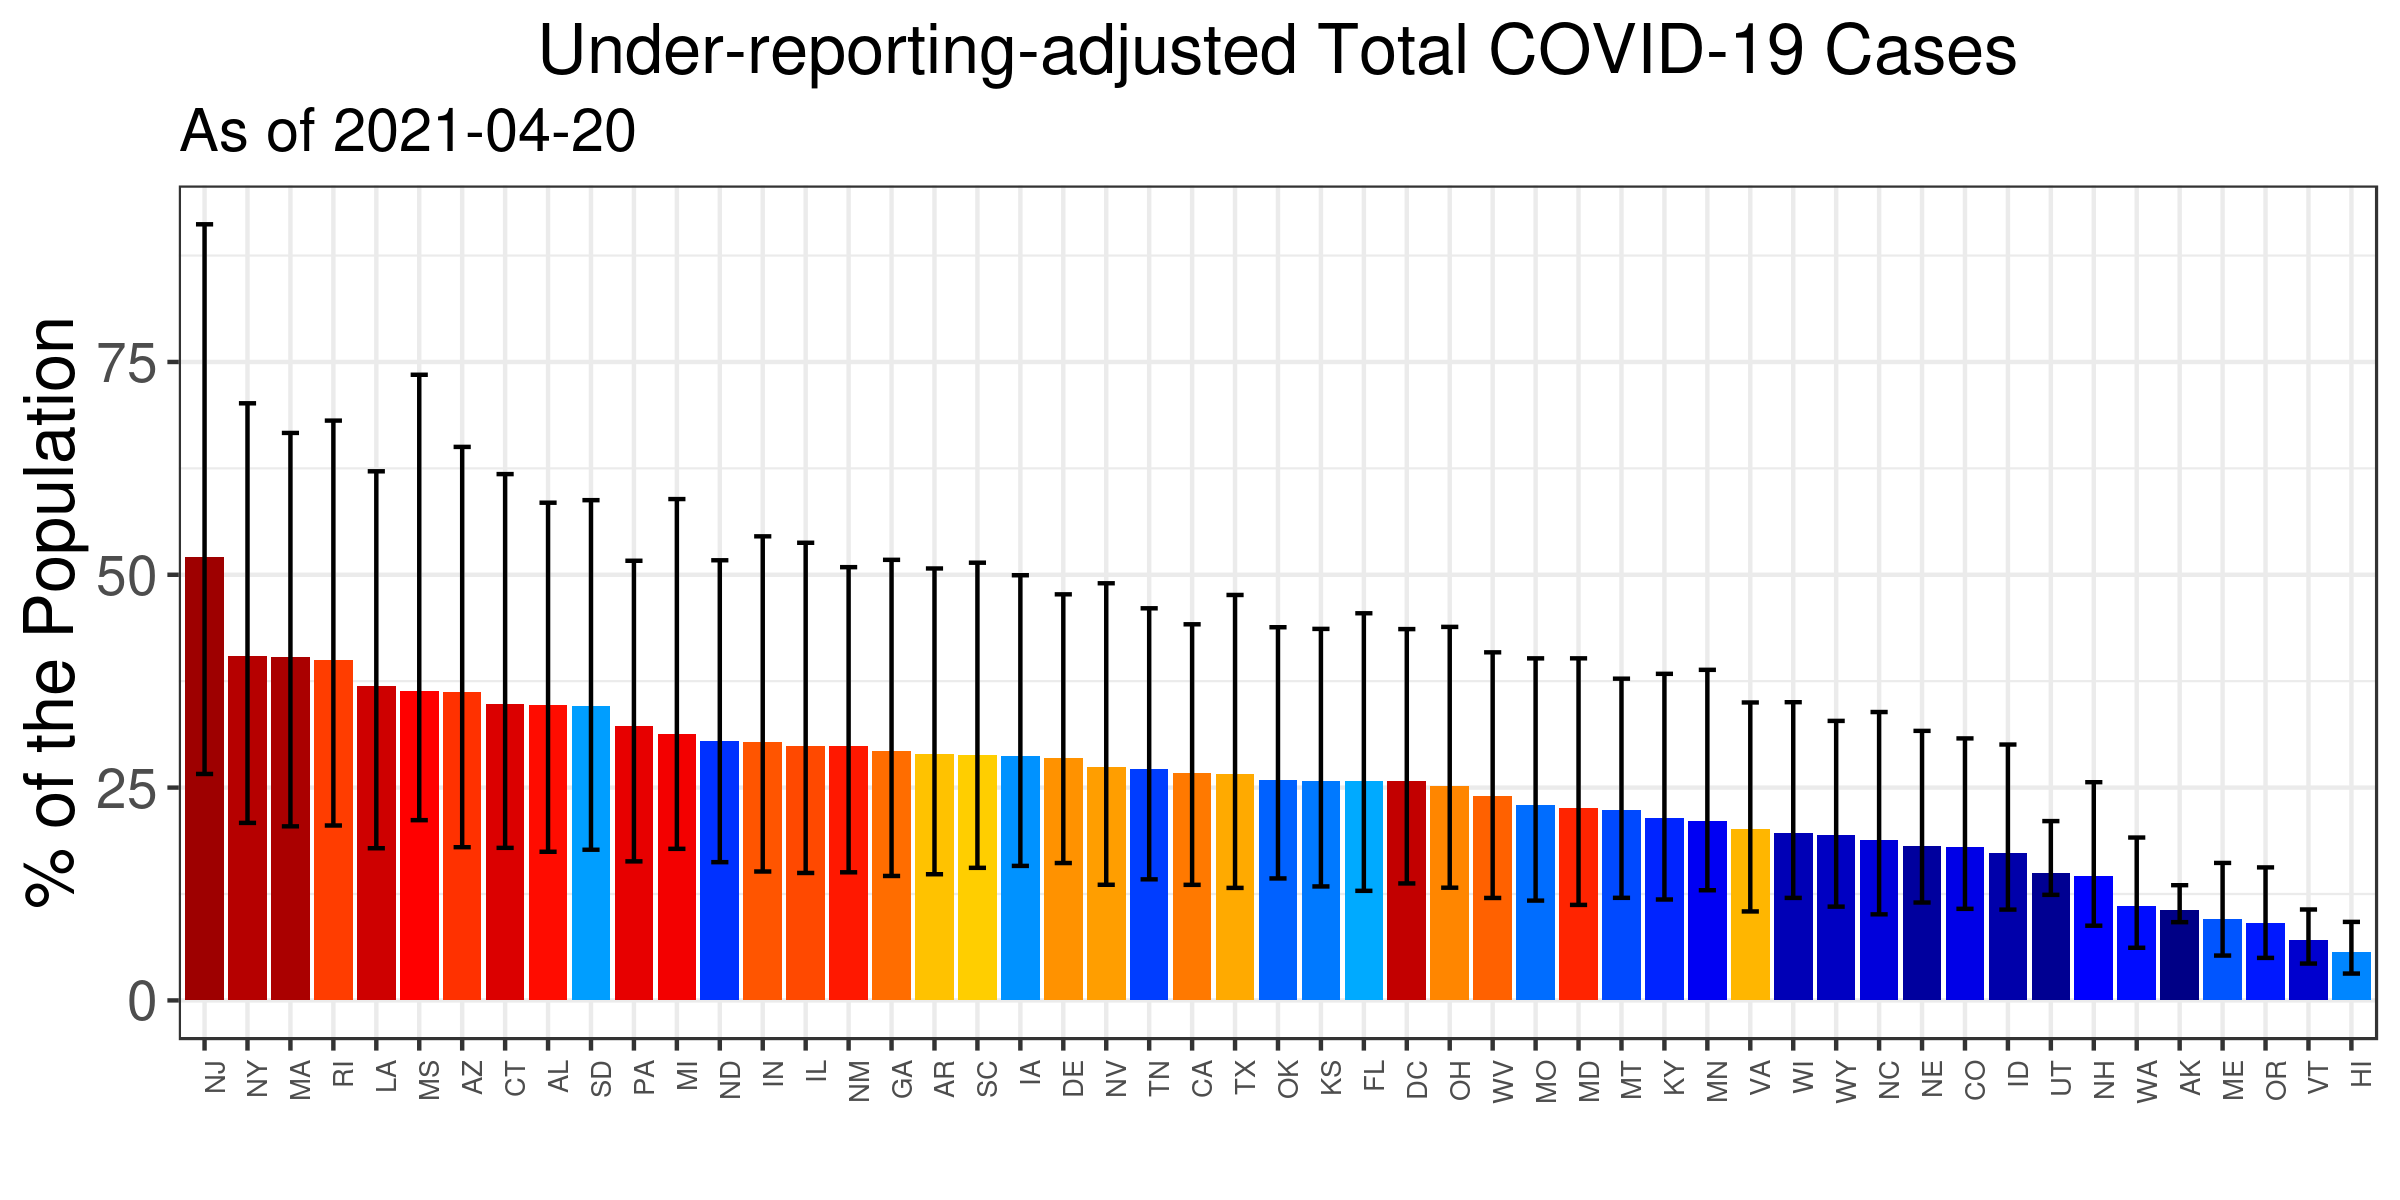 Under-reporting-adjusted Total COVID-19 Cases
As of 2021-04-20
% of the Population
75
50
25
0
NJ
NY
MA
RI
LA
MS
AZ
CT
AL
SD
PA
MI
ND
IN
IL
NM
GA
AR
SC
IA
DE
NV
TN
CA
TX
OK
KS
FL
DC
OH
WV
MO
MD
MT
KY
MN
VA
WI
WY
NC
NE
CO
ID
UT
NH
WA
AK
ME
OR
VT
HI